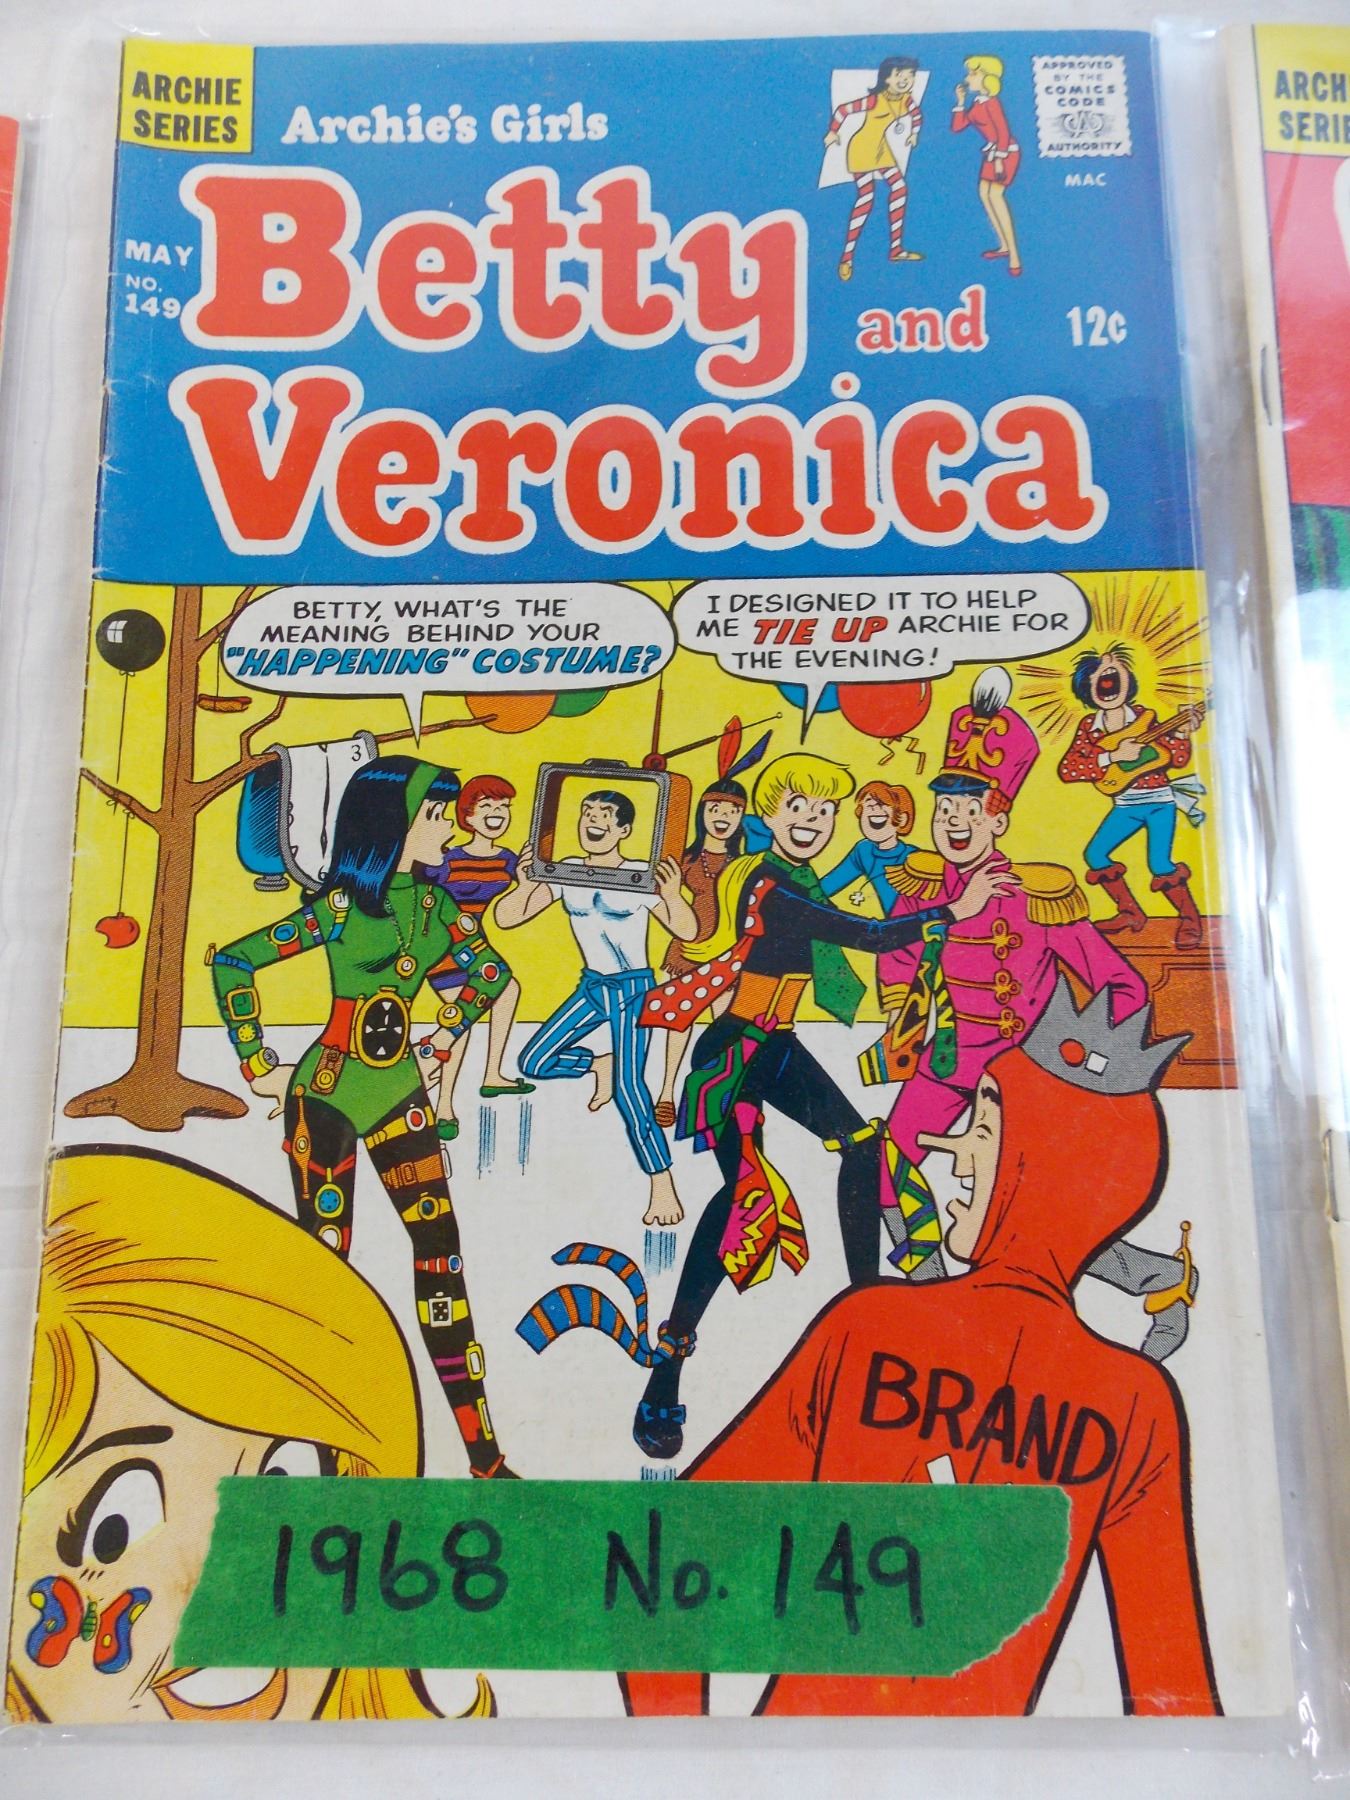 ARCHIE
SERIES
Archie's Girls
APPROVED
BY THE
COMICS
CODE
AUTHORITY
MAC
MAY
NO.
149
Betty
and
12¢
Veronica
BETTY, WHAT'S THE
MEANING BEHIND YOUR
"HAPPENING" COSTUME?
I DESIGNED IT TO HELP
ME TIE UP ARCHIE FOR
THE EVENING!
3
BRAND
1968 No. 149
ARCH
SERIE